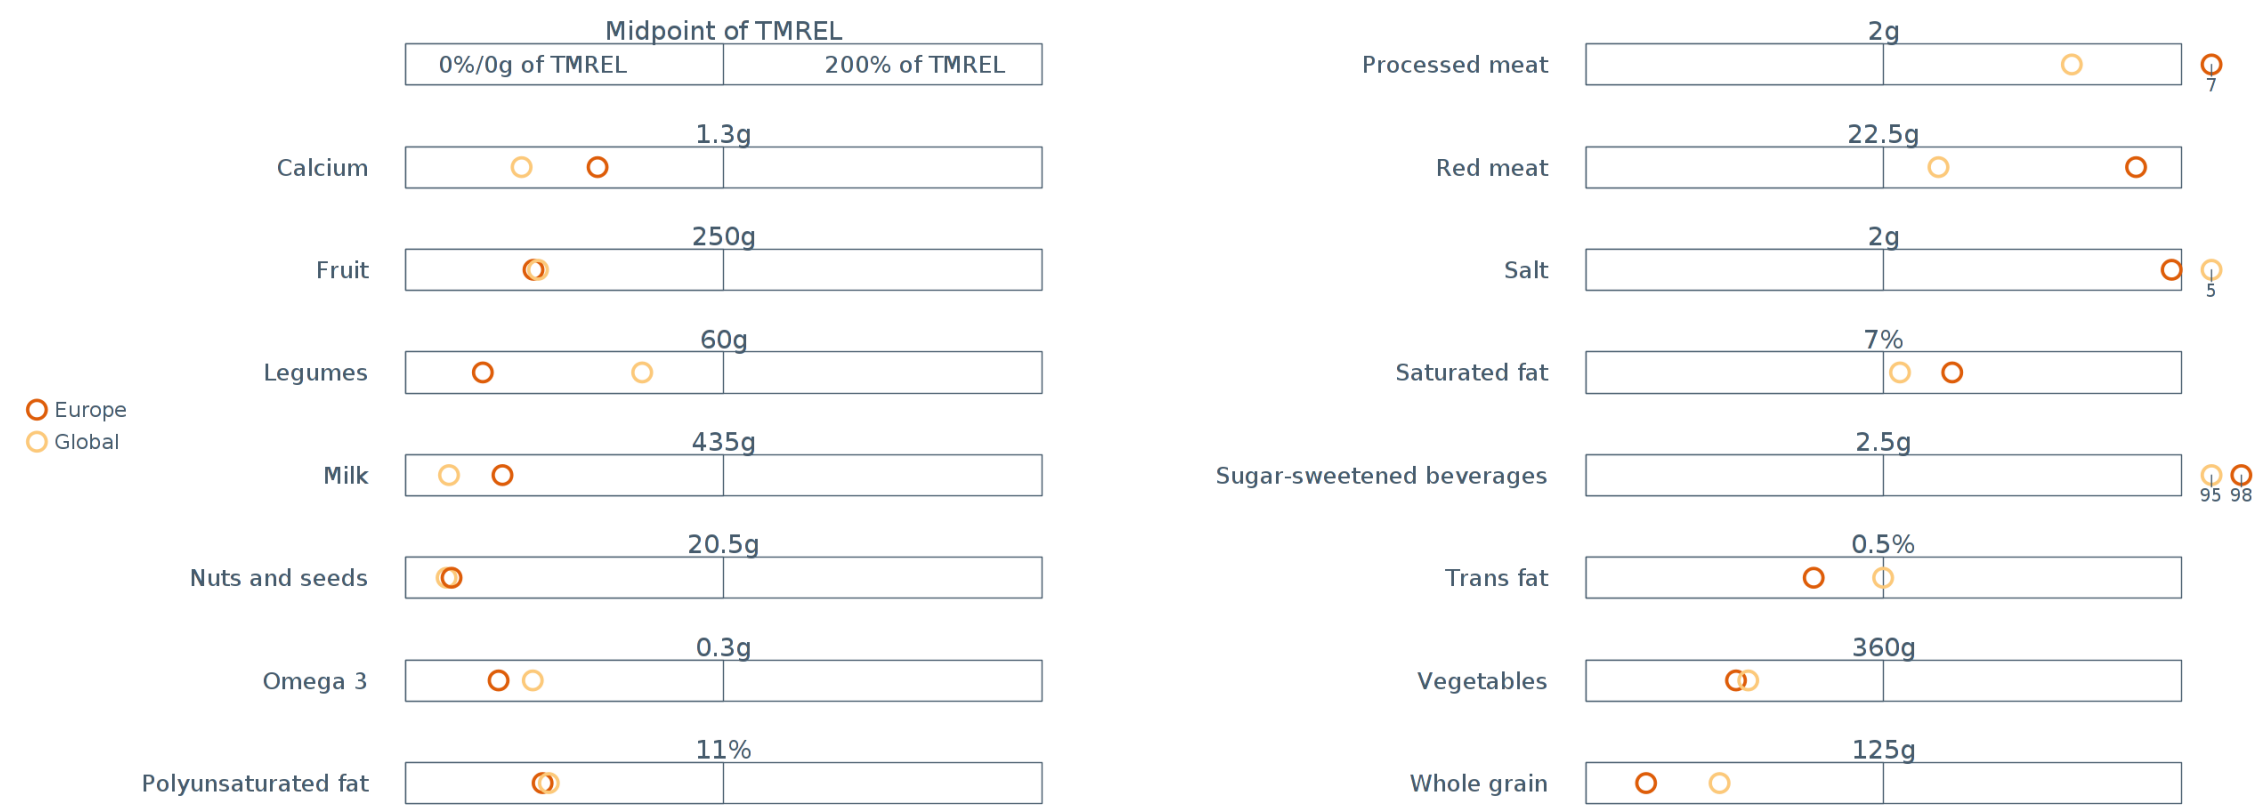 Midpoint of TMREL
0%/0g of TMREL 200% of TMREL
1.3g
Calcium
250g
Fruit
60g
Legumes
Europe
Global
435g
Milk
20.5g
Nuts and seeds
0.3g
Omega 3
11%
Polyunsaturated fat
2g
Processed meat
7
22.5g
Red meat
2g
Salt
5
7%
Saturated fat
2.5g
Sugar-sweetened beverages
95 98
0.5%
Trans fat
360g
Vegetables
125g
Whole grain